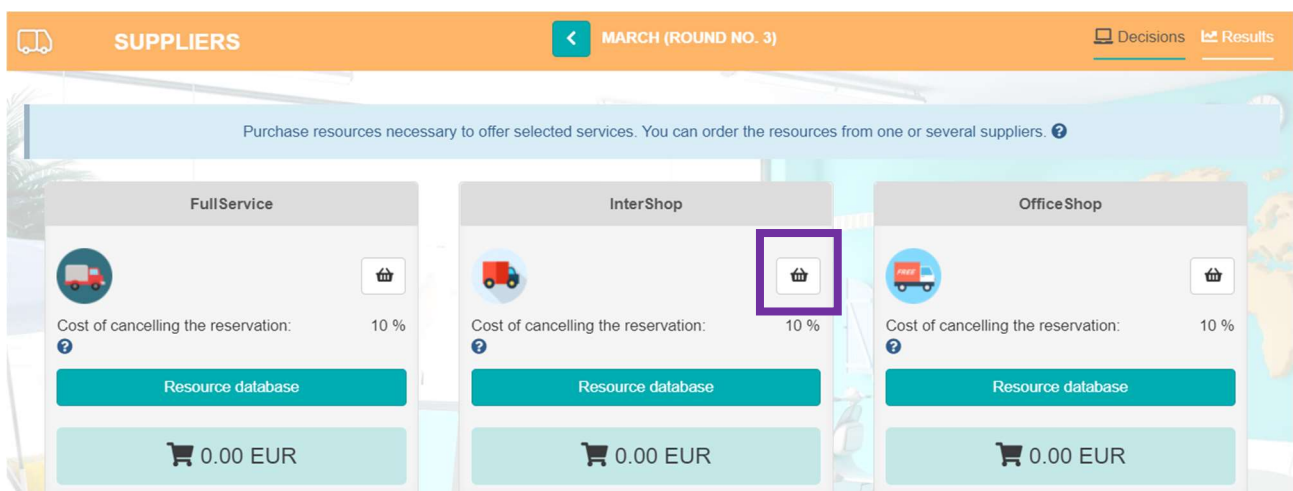 SUPPLIERS
MARCH (ROUND NO. 3)
Decisions
Results
Purchase resources necessary to offer selected services. You can order the resources from one or several suppliers.
FullService
Cost of cancelling the reservation: 10 %
Resource database
0.00 EUR
InterShop
Cost of cancelling the reservation: 10 %
Resource database
0.00 EUR
OfficeShop
FREE
Cost of cancelling the reservation: 10 %
Resource database
0.00 EUR